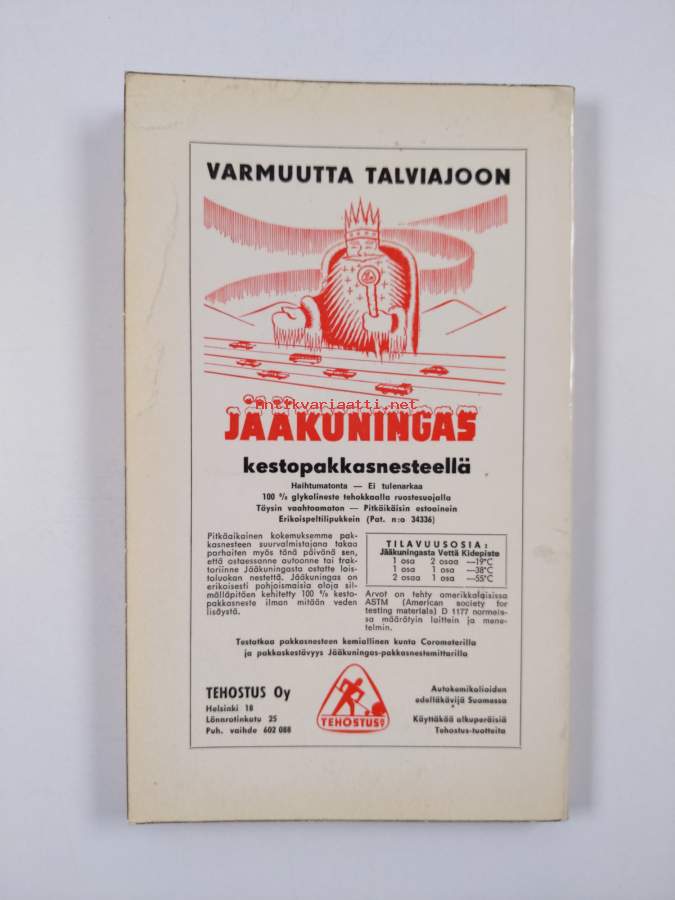 VARMUUTTA TALVIAJOON
antikvariaatti.net
JÄÄKUNINGAS
kestopakkasnesteellä
Haihtumatonta — Ei tulenarkaa
100 % glykolineste tehokkaalla ruostesuojalla
Täysin vaahtoamaton — Pitkäikäisin estoainein
Erikoispeltilipukkein (Pat. n:o 34336)
Pitkäaikainen kokemuksemme pak-
kasnesteen suurvalmistajana takaa
parhaiten myös tänä päivänä sen,
että ostaessanne autoonne tai trak-
toriinne Jääkuningasta ostatte lois-
toluokan nestettä. Jääkuningas on
erikoisesti pohjoismaisia oloja sil-
mälläpitäen kehitetty 100 % kesto-
pakkasneste ilman mitään veden
lisäystä.
TILAVUUSOSIA:
Jääkuningasta Vettä Kidepiste
1 osa 2 osaa —19°C
1 osa 1 osa —38°C
2 osaa 1 osa —55°C
Arvot on tehty amerikkalaisissa
ASTM (American society for
testing materials) D 1177 normeis-
sa määrätyin laittein ja mene-
telmin.
Testatkaa pakkasnesteen kemiallinen kunto Corometerilla
ja pakkaskestävyys Jääkuningas-pakkasnestemittarilla
TEHOSTUS Oy
Helsinki 18
Lönnrotinkatu 25
Puh. vaihde 602 088
TEHOSTUS OY
Autokemikalioiden
edelläkävijä Suomessa
Käyttäkää alkuperäisiä
Tehostus-tuotteita